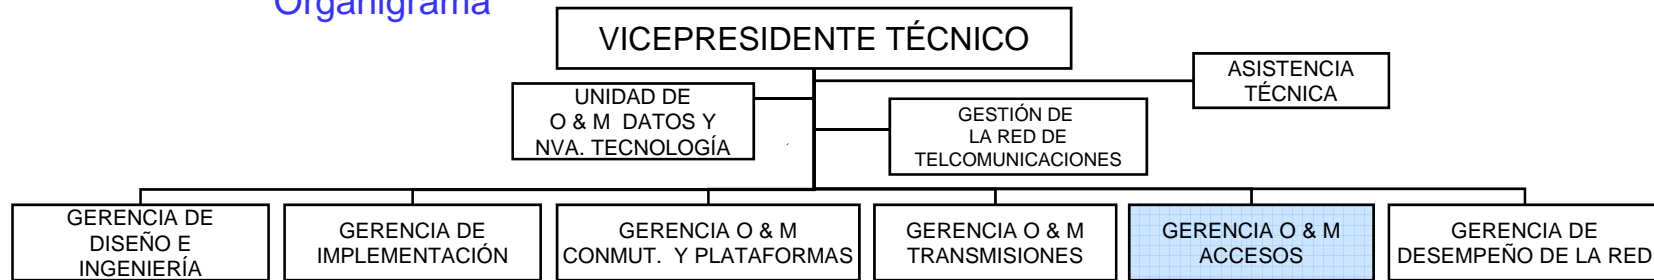 Organigrama
VICEPRESIDENTE TÉCNICO
ASISTENCIA
TÉCNICA
UNIDAD DE
O & M DATOS Y
NVA. TECNOLOGÍA
GESTIÓN DE
LA RED DE
TELCOMUNICACIONES
GERENCIA DE
DISEÑO E
INGENIERÍA
GERENCIA DE
IMPLEMENTACIÓN
GERENCIA O & M
CONMUT. Y PLATAFORMAS
GERENCIA O & M
TRANSMISIONES
GERENCIA O & M
ACCESOS
GERENCIA DE
DESEMPEÑO DE LA RED